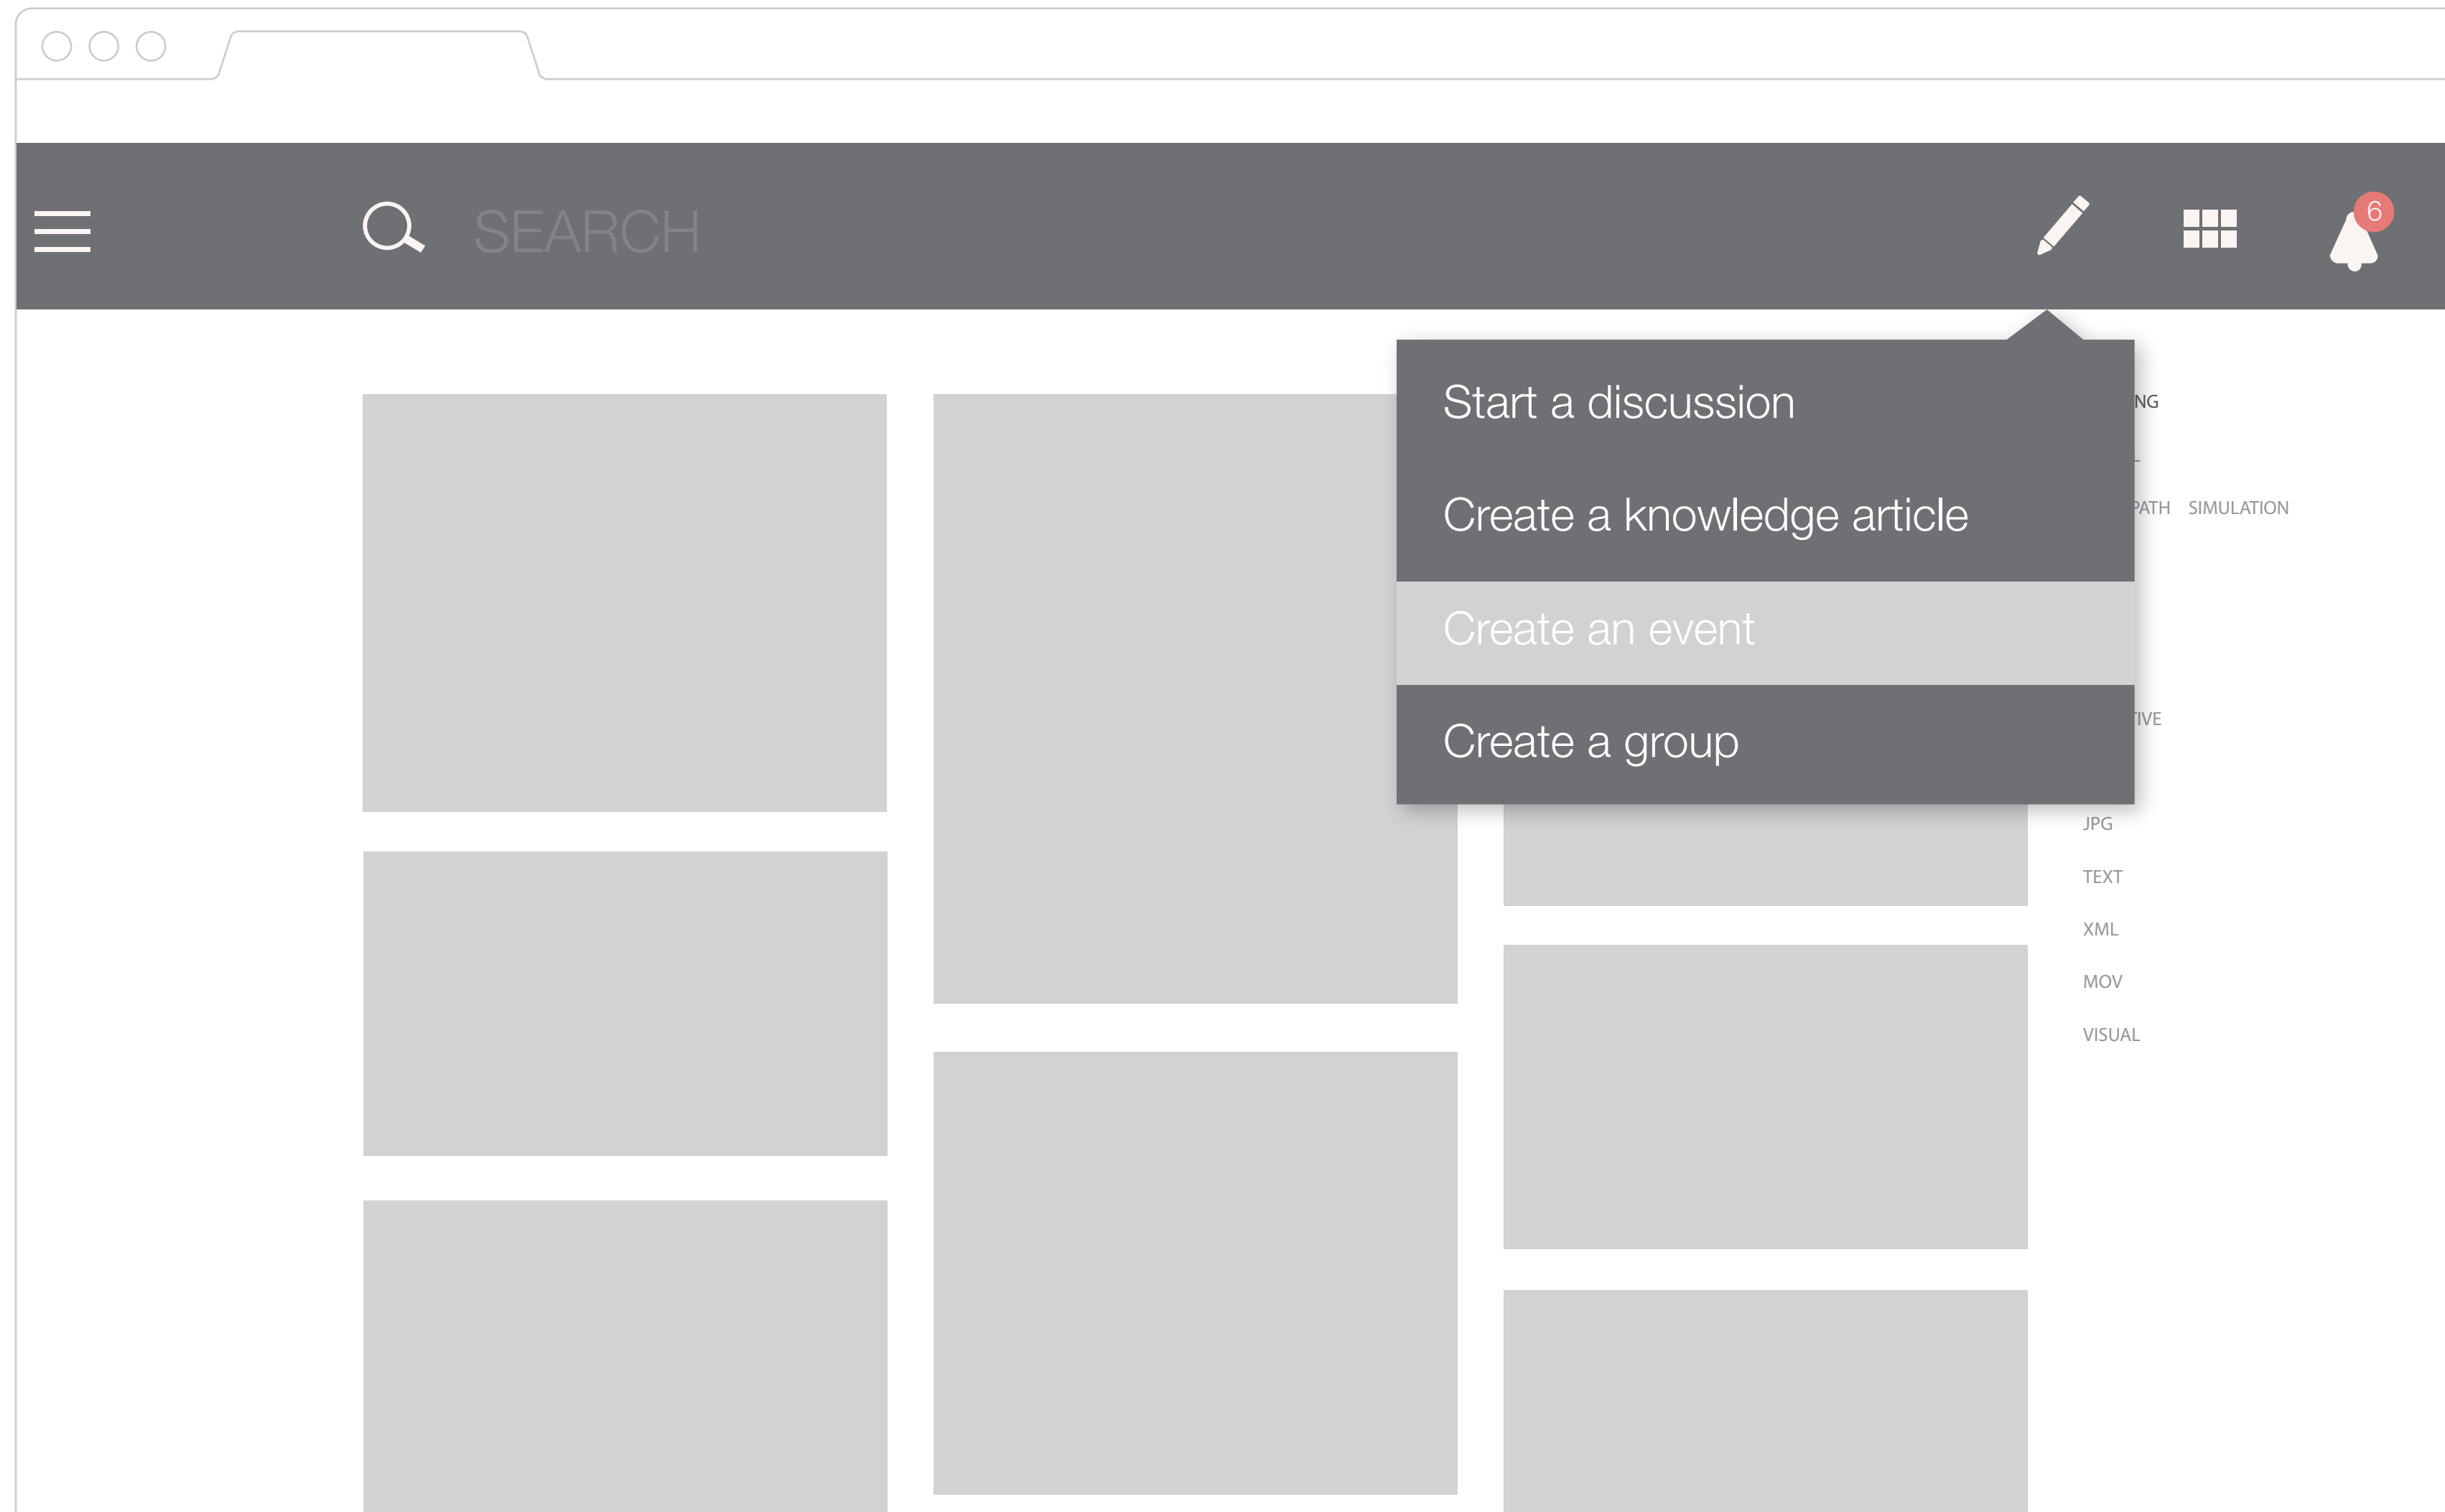 SEARCH
6
Start a discussion
Create a knowledge article
Create an event
Create a group
SIMULATION
JPG
TEXT
XML
MOV
VISUAL